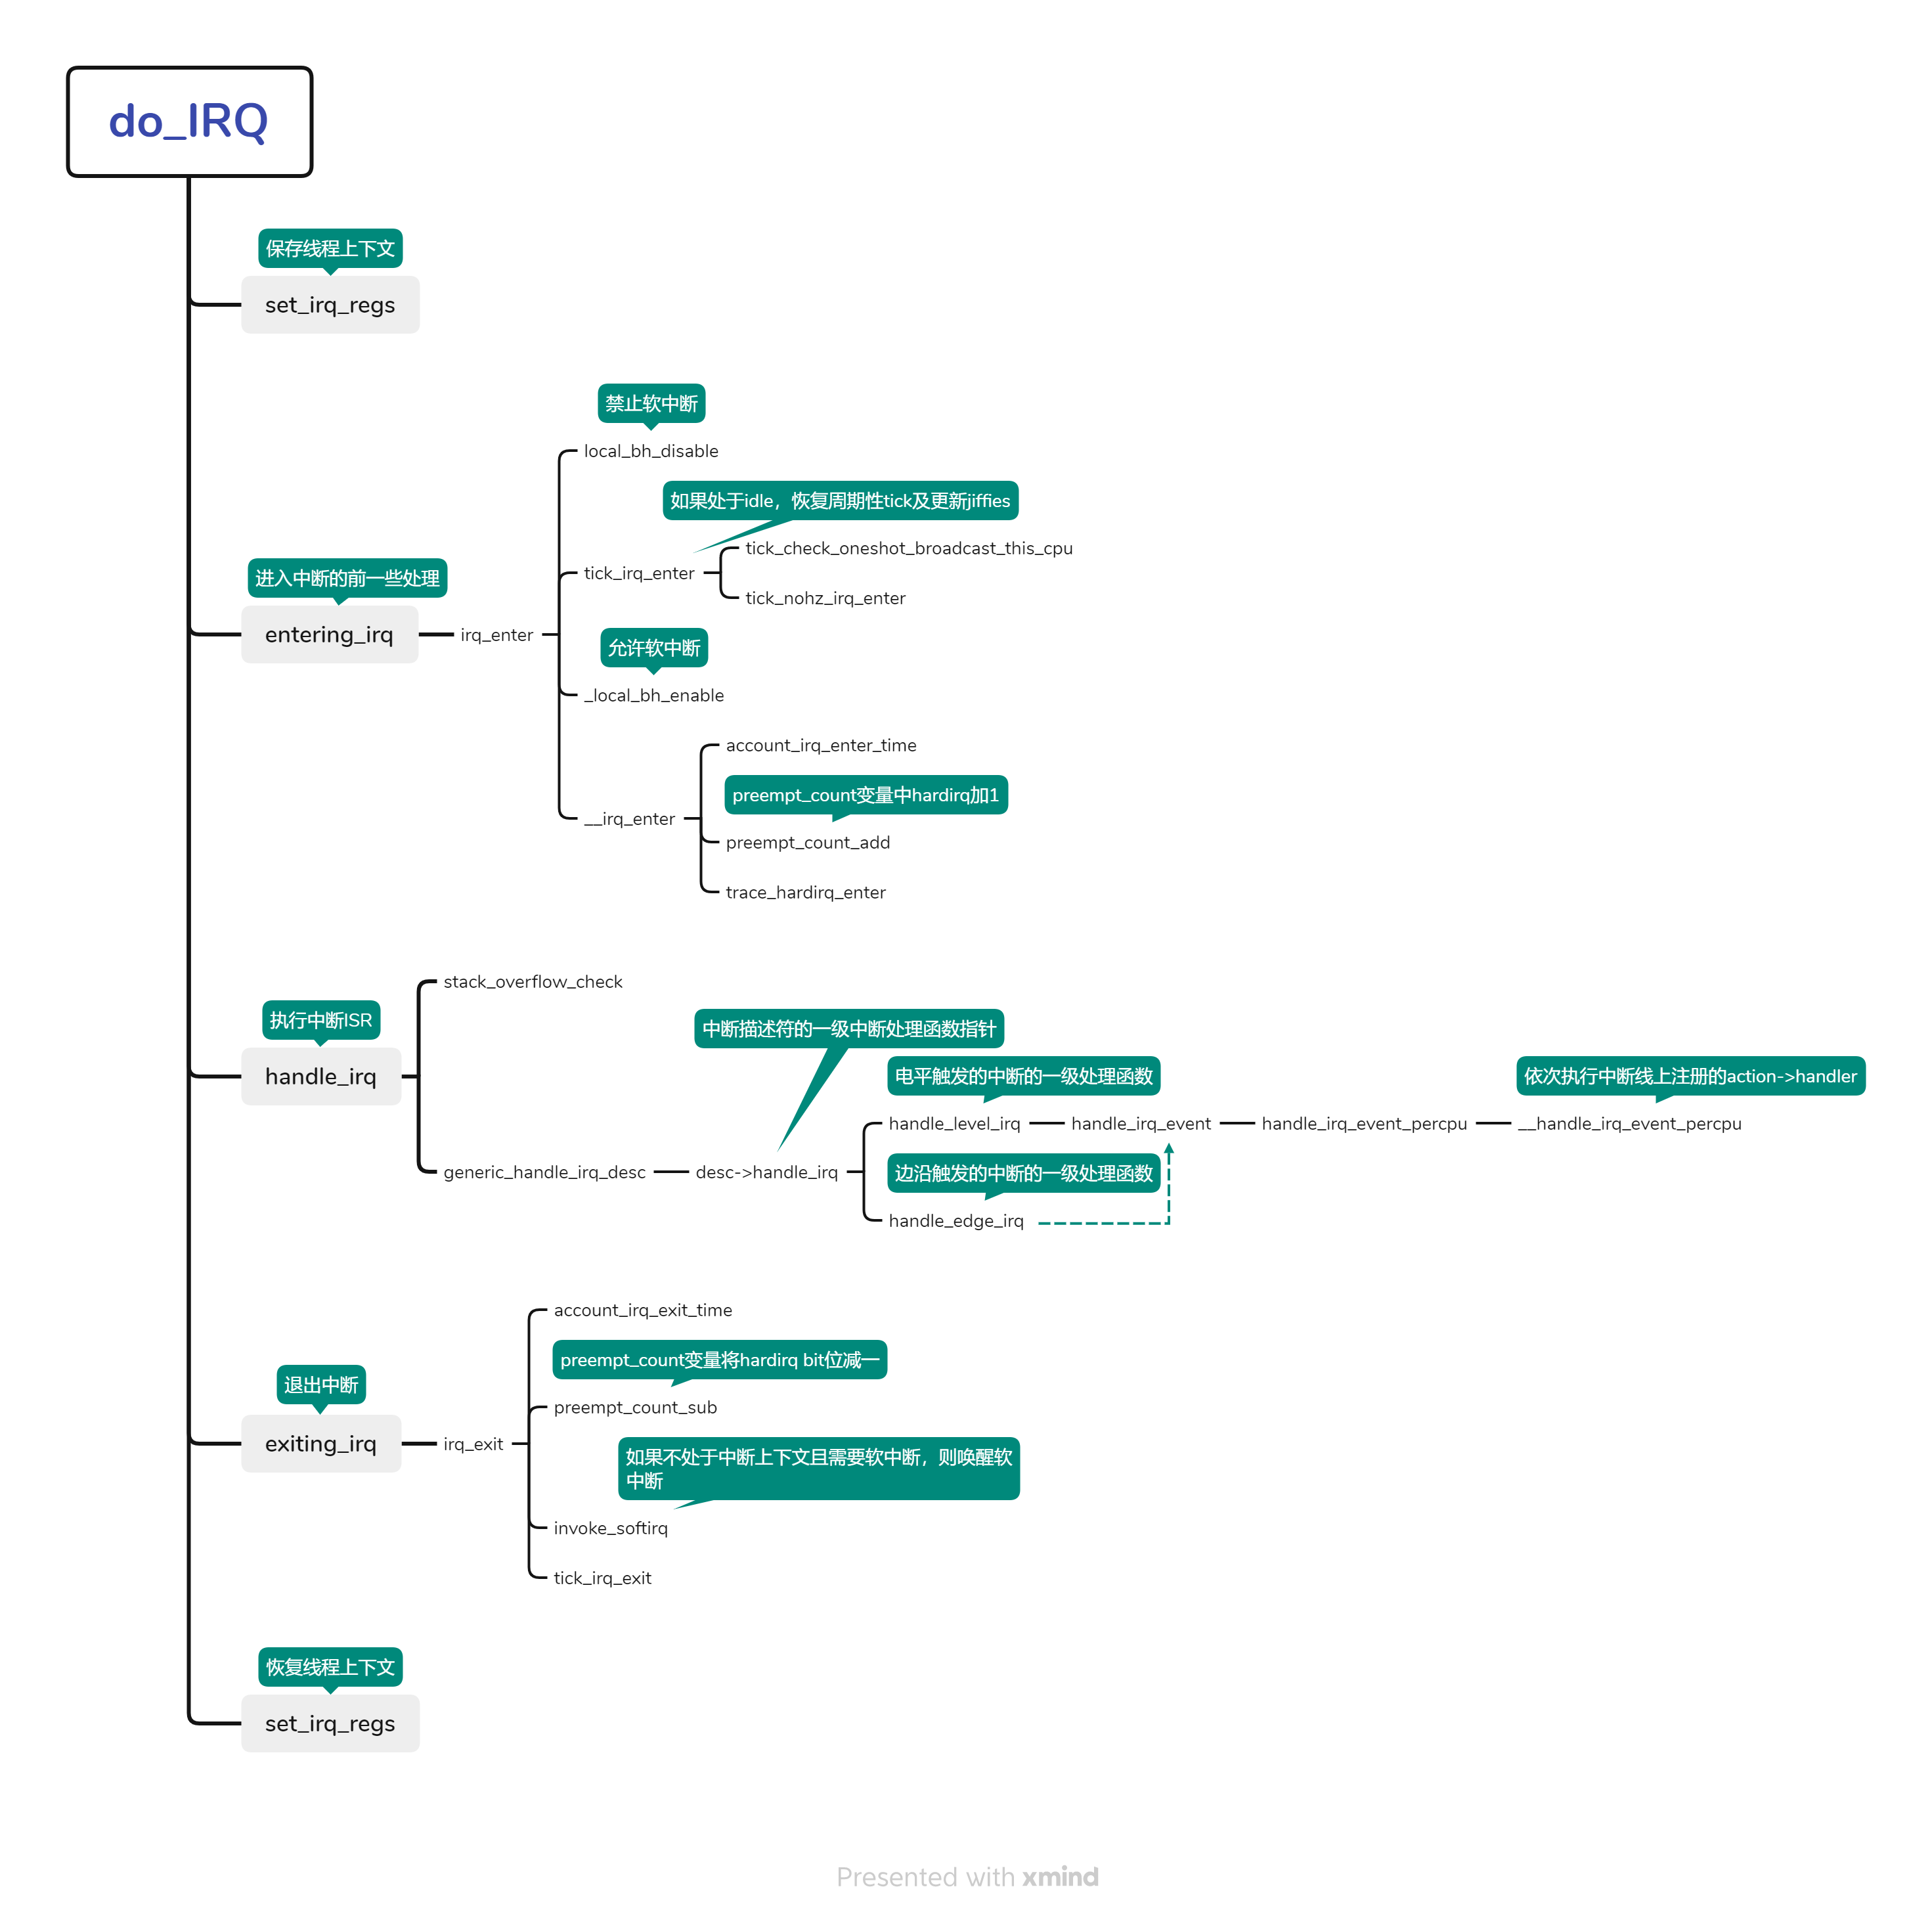 do_IRQ
保存线程上下文
set_irq_regs
禁止软中断
local_bh_disable
如果处于idle，恢复周期性tick及更新jiffies
tick_check_oneshot_broadcast_this_cpu
tick_irq_enter
tick_nohz_irq_enter
进入中断的前一些处理
entering_irq
irq_enter
允许软中断
_local_bh_enable
account_irq_enter_time
preempt_count变量中hardirq加1
__irq_enter
preempt_count_add
trace_hardirq_enter
stack_overflow_check
执行中断ISR
handle_irq
中断描述符的一级中断处理函数指针
电平触发的中断的一级处理函数
依次执行中断线上注册的action->handler
handle_level_irq
handle_irq_event
handle_irq_event_percpu
__handle_irq_event_percpu
generic_handle_irq_desc
desc->handle_irq
边沿触发的中断的一级处理函数
handle_edge_irq
account_irq_exit_time
preempt_count变量将hardirq bit位减一
退出中断
preempt_count_sub
exiting_irq
irq_exit
如果不处于中断上下文且需要软中断，则唤醒软
中断
invoke_softirq
tick_irq_exit
恢复线程上下文
set_irq_regs
Presented with xmind